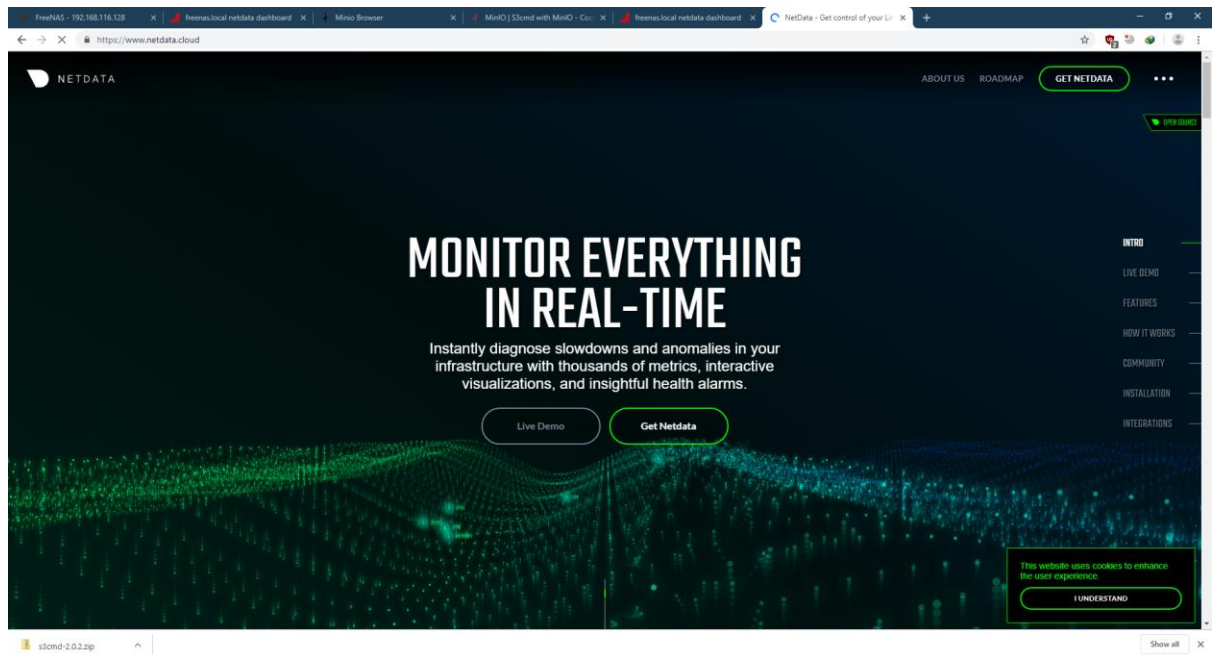 FreeNAS - 192.168.116.128
freenas.local netdata dashboard
Minio Browser
MinIO | S3cmd with MinIO - Coo
freenas.local netdata dashboard
NetData - Get control of your Lin
https://www.netdata.cloud
2
NETDATA
ABOUT US
ROADMAP
GET NETDATA
OPEN SOURCE
MONITOR EVERYTHING
IN REAL-TIME
Instantly diagnose slowdowns and anomalies in your
infrastructure with thousands of metrics, interactive
visualizations, and insightful health alarms.
Live Demo
Get Netdata
INTRO
LIVE DEMO
FEATURES
HOW IT WORKS
COMMUNITY
INSTALLATION
INTEGRATIONS
This website uses cookies to enhance
the user experience.
I UNDERSTAND
s3cmd-2.0.2.zip
Show all